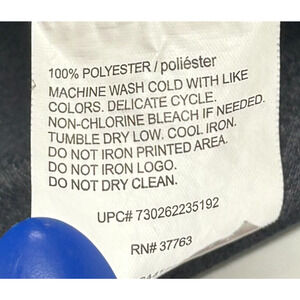 100% POLYESTER / poliéster
MACHINE WASH COLD WITH LIKE
COLORS. DELICATE CYCLE.
NON-CHLORINE BLEACH IF NEEDED.
TUMBLE DRY LOW. COOL IRON.
DO NOT IRON PRINTED AREA.
DO NOT IRON LOGO.
DO NOT DRY CLEAN.
UPC# 730262235192
RN# 37763